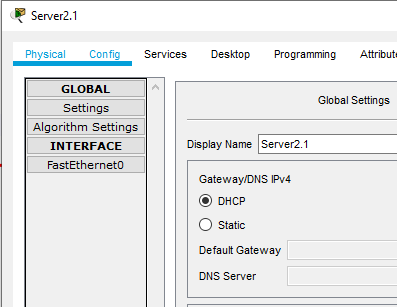 Server2.1
Physical Config Services Desktop Programming Attribute
GLOBAL
Settings
Algorithm Settings
INTERFACE
FastEthernet0
Global Settings
Display Name Server2.1
Gateway/DNS IPv4
DHCP
Static
Default Gateway
DNS Server